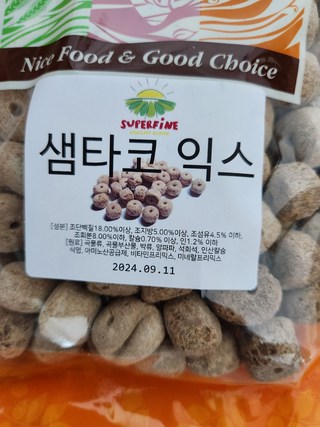 Nice Food & Good Choice
SUPERFINE
샘타코 익스
[성분] 조단백질18.00%이상, 조지방5.00%이상, 조섬유4.5% 이하,
조회분8.00%이하, 칼슘0.70% 이상, 인1.2% 이하
[원료] 곡물류, 곡물부산물, 박류, 알파파, 석회석, 인산칼슘
식염, 아미노산공급제, 비타민프리믹스, 미네랄프리믹스
2024.09.11